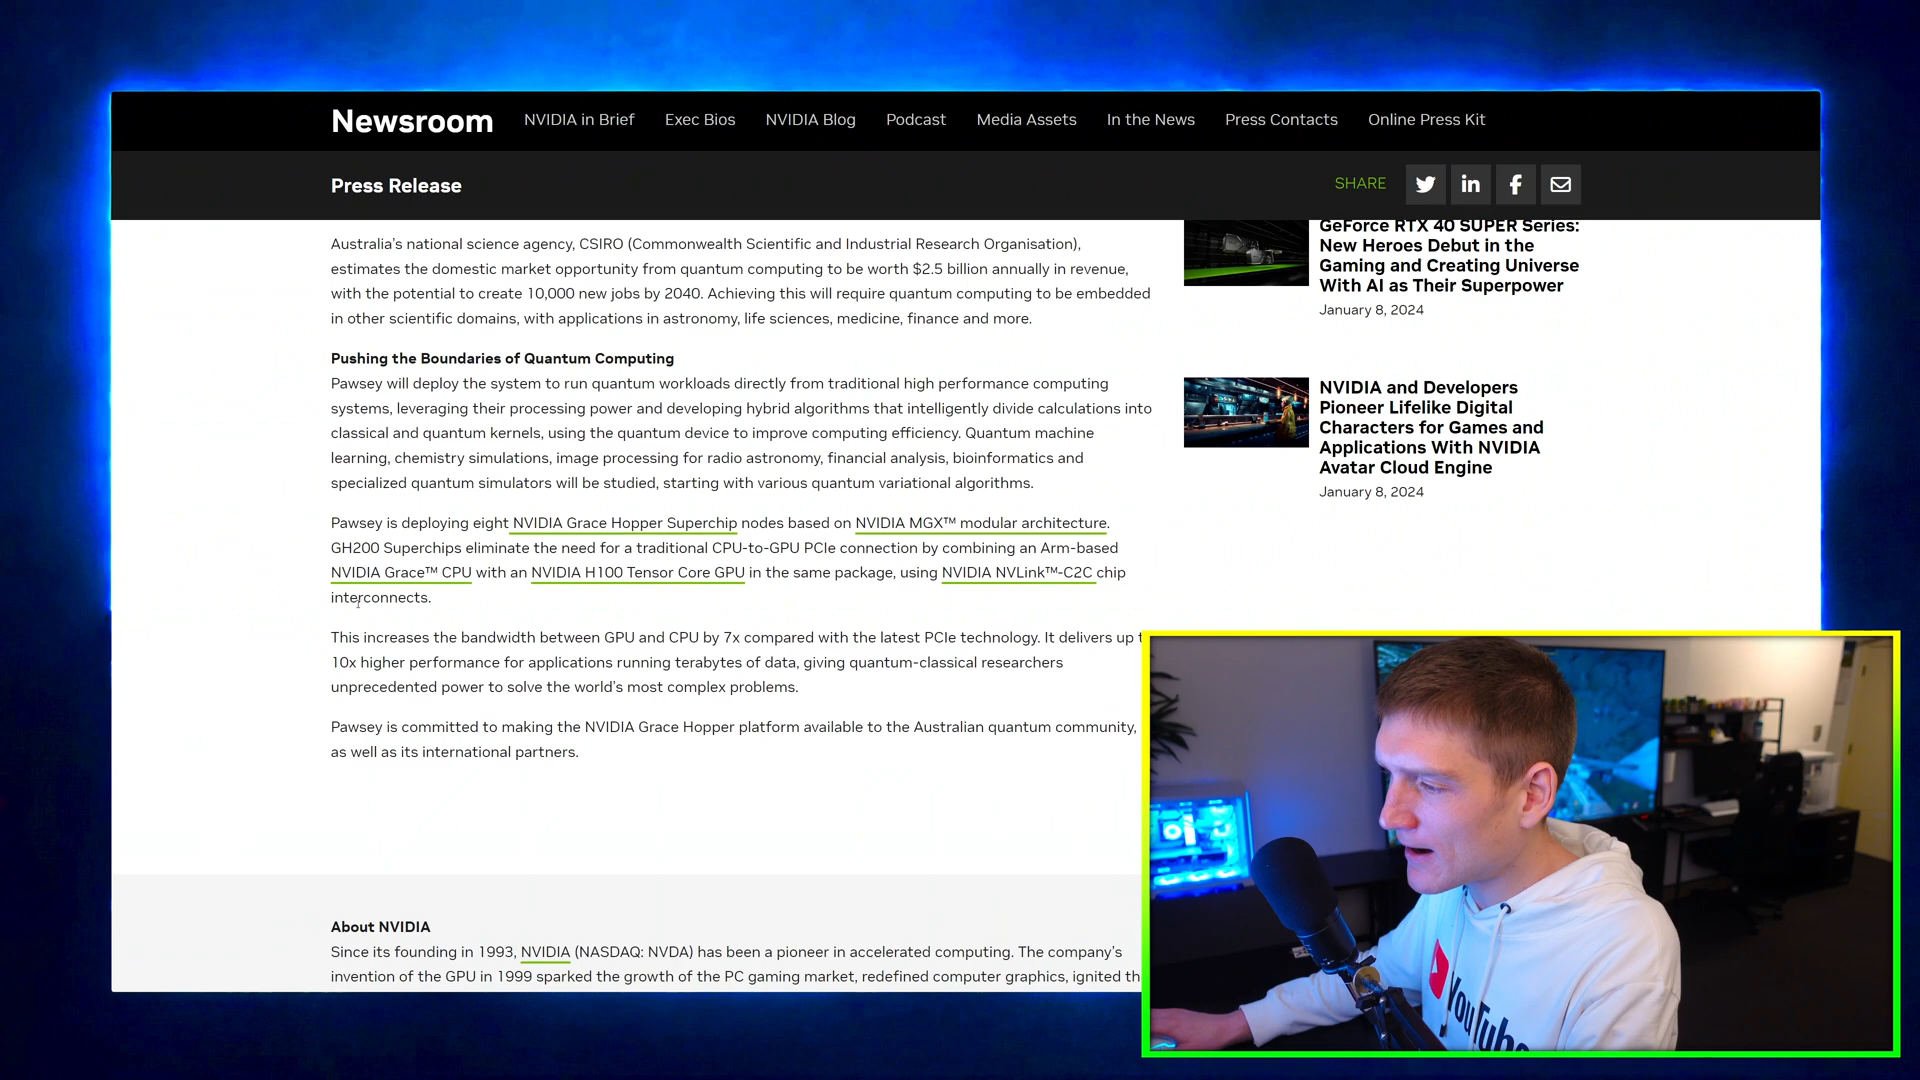 Newsroom NVIDIA in Brief Exec Bios NVIDIA Blog Podcast Media Assets In the News Press Contacts Online Press Kit
Press Release
SHARE
Australia's national science agency, CSIRO (Commonwealth Scientific and Industrial Research Organisation),
estimates the domestic market opportunity from quantum computing to be worth $2.5 billion annually in revenue,
with the potential to create 10,000 new jobs by 2040. Achieving this will require quantum computing to be embedded
in other scientific domains, with applications in astronomy, life sciences, medicine, finance and more.
Pushing the Boundaries of Quantum Computing
Pawsey will deploy the system to run quantum workloads directly from traditional high performance computing
systems, leveraging their processing power and developing hybrid algorithms that intelligently divide calculations into
classical and quantum kernels, using the quantum device to improve computing efficiency. Quantum machine
learning, chemistry simulations, image processing for radio astronomy, financial analysis, bioinformatics and
specialized quantum simulators will be studied, starting with various quantum variational algorithms.
Pawsey is deploying eight NVIDIA Grace Hopper Superchip nodes based on NVIDIA MGX™ modular architecture.
GH200 Superchips eliminate the need for a traditional CPU-to-GPU PCIe connection by combining an Arm-based
NVIDIA Grace™ CPU with an NVIDIA H100 Tensor Core GPU in the same package, using NVIDIA NVLink™-C2C chip
interconnects.
This increases the bandwidth between GPU and CPU by 7x compared with the latest PCIe technology. It delivers up
10x higher performance for applications running terabytes of data, giving quantum-classical researchers
unprecedented power to solve the world's most complex problems.
Pawsey is committed to making the NVIDIA Grace Hopper platform available to the Australian quantum community,
as well as its international partners.
About NVIDIA
Since its founding in 1993, NVIDIA (NASDAQ: NVDA) has been a pioneer in accelerated computing. The company's
invention of the GPU in 1999 sparked the growth of the PC gaming market, redefined computer graphics, ignited
GeForce RTX 40 SUPER Series:
New Heroes Debut in the
Gaming and Creating Universe
With AI as Their Superpower
January 8, 2024
NVIDIA and Developers
Pioneer Lifelike Digital
Characters for Games and
Applications With NVIDIA
Avatar Cloud Engine
January 8, 2024
YouTube